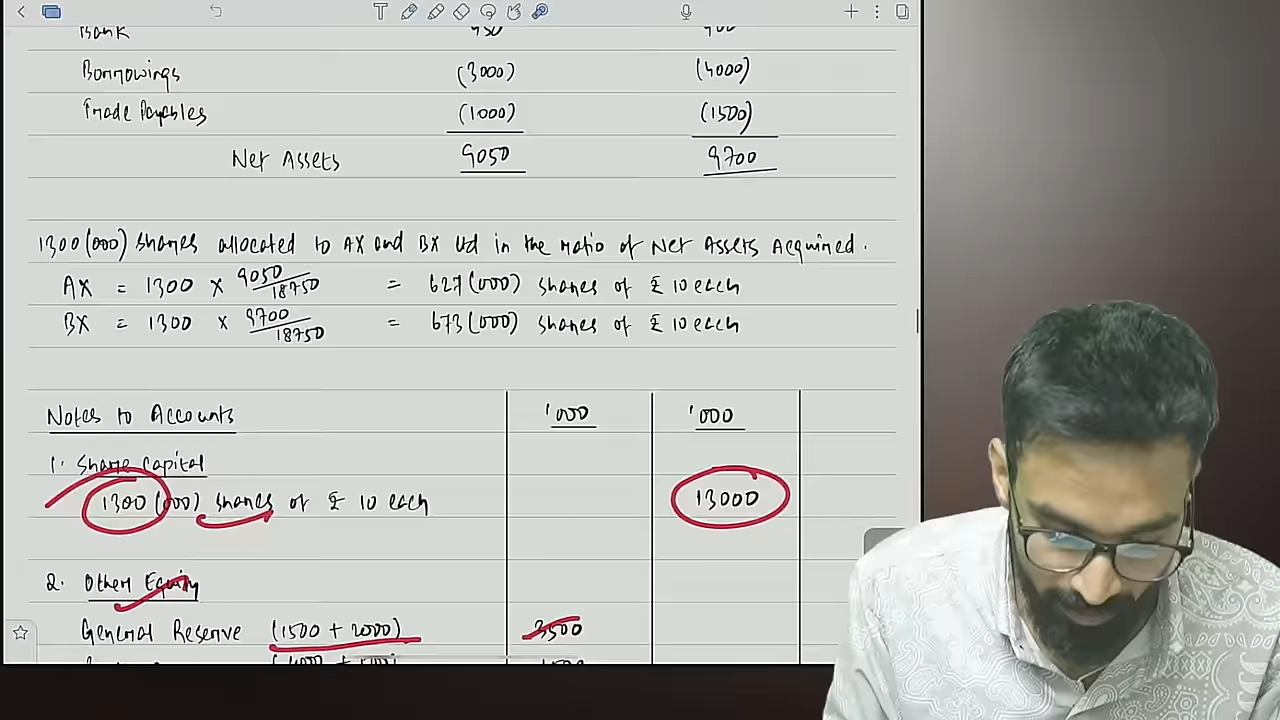 Bank 950 900
Borrowings (3000) (4000)
Trade Payables (1000) (1500)
Net Assets 9050 9700
1300(000) shares allocated to AX and BX Ltd in the ratio of Net Assets Acquired.
AX = 1300 x 9050/18750 = 627(000) shares of ₹ 10 each
BX = 1300 x 9700/18750 = 673(000) shares of ₹ 10 each
Notes to Accounts '000 '000
1. Share Capital
1300(000) shares of ₹ 10 each 13000
2. Other Equity
General Reserve (1500 + 2000) 3500